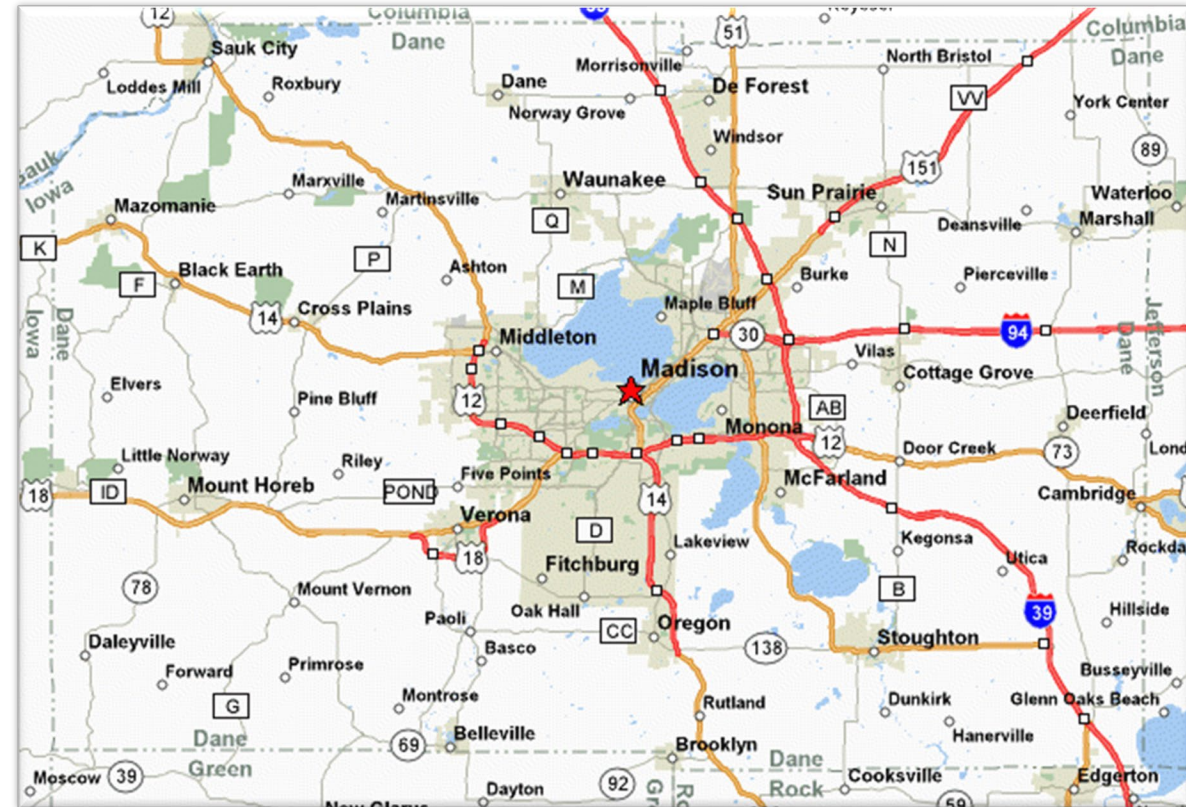 12
Columbia
Dane
51
Columbia
Dane
Sauk City
Morrisonville
North Bristol
Loddes Mill
Roxbury
Dane
De Forest
VV
York Center
Norway Grove
Windsor
89
151
Sauk
Iowa
Marxville
Waunakee
Sun Prairie
Waterloo
Mazomanie
Martinsville
Q
Deansville
Marshall
K
P
N
Black Earth
Ashton
Burke
Pierceville
F
M
Cross Plains
Maple Bluff
14
Iowa
Dane
Middleton
30
94
Dane
Jefferson
Vilas
Madison
Cottage Grove
Elvers
12
Pine Bluff
AB
Deerfield
Monona
12
Door Creek
73
Little Norway
Riley
Five Points
McFarland
18
ID
Mount Horeb
POND
14
Cambridge
Verona
D
Kegonsa
Lakeview
18
Fitchburg
Utica
78
Mount Vernon
B
Oak Hall
39
Hillside
Paoli
CC
Oregon
Daleyville
Stoughton
Basco
138
Forward
Primrose
Busseyville
Montrose
Rutland
Dunkirk
Glenn Oaks Beach
G
Hanerville
Dane
69
Belleville
Brooklyn
Dane
Green
Moscow
39
92
Rock
Cooksville
Edgerton
Dayton
59